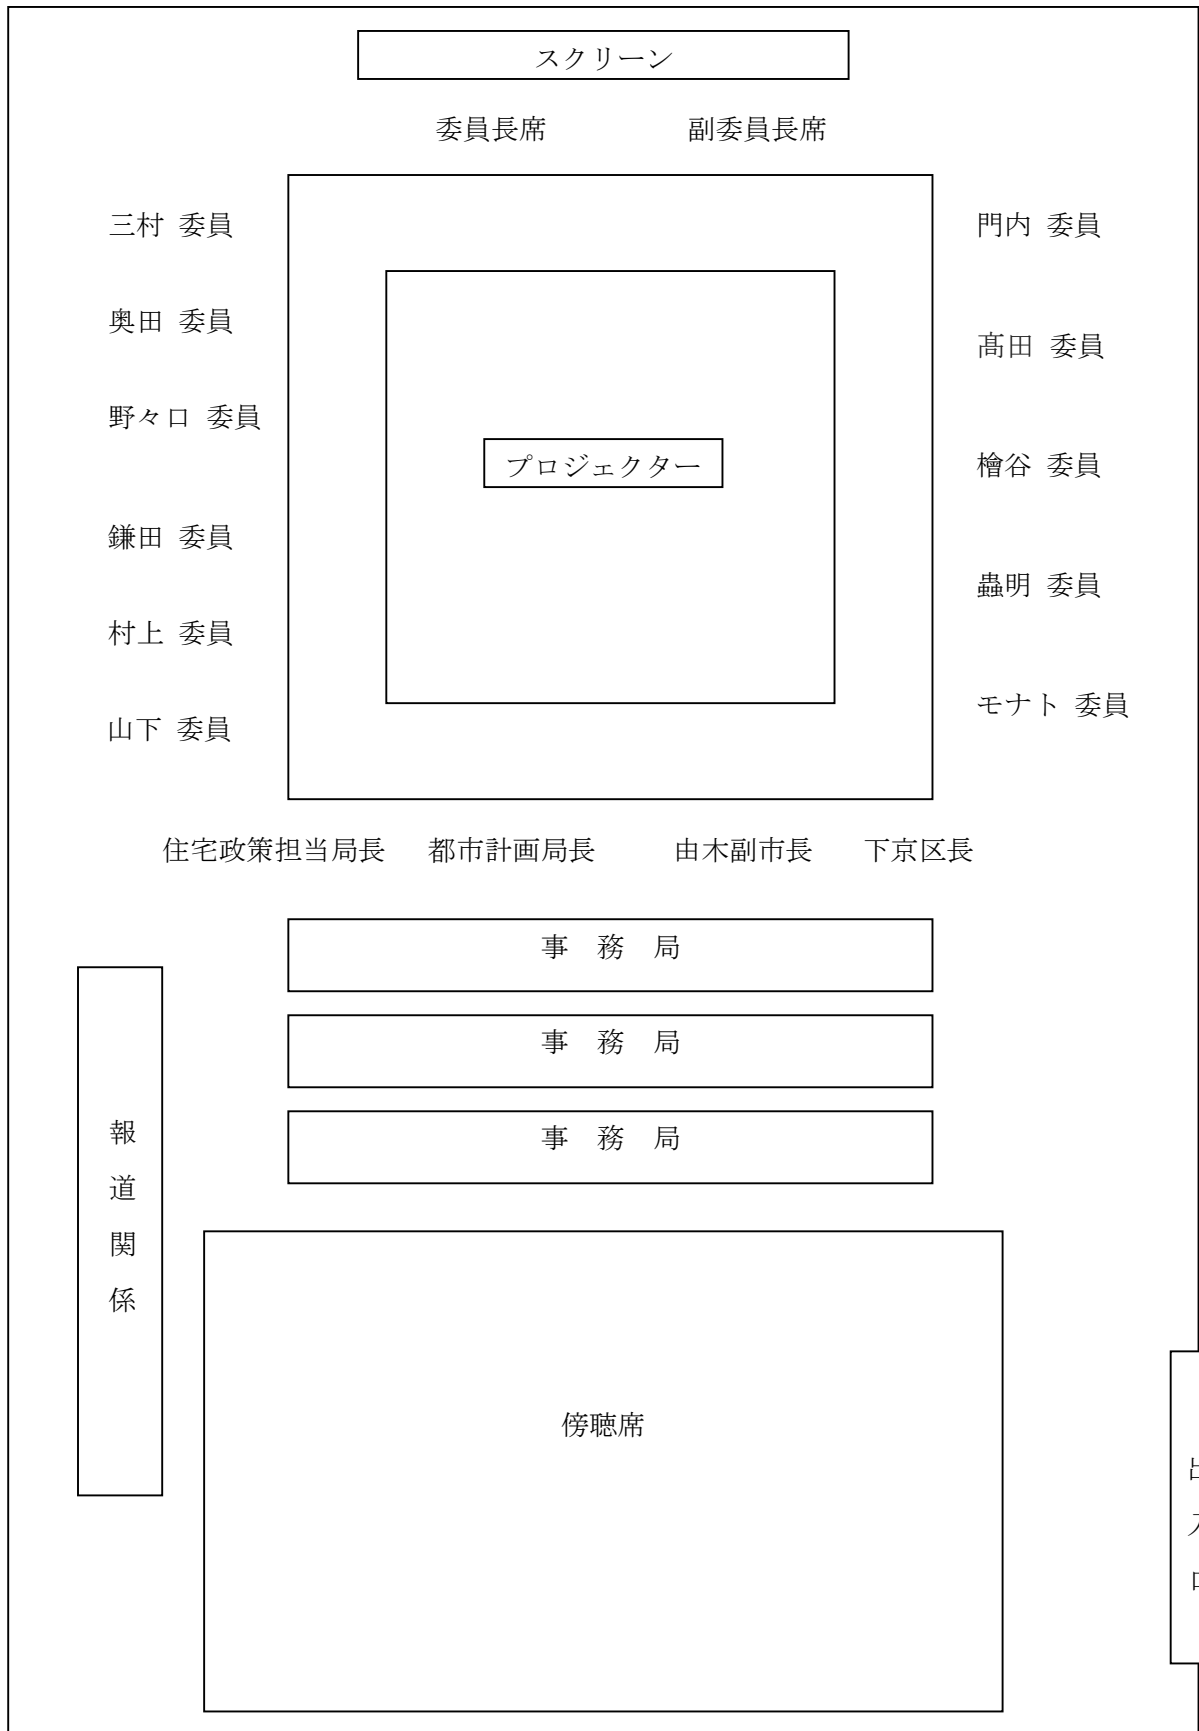 スクリーン
委員長席 副委員長席
三村 委員
奥田 委員
野々口 委員
鎌田 委員
村上 委員
山下 委員
プロジェクター
門内 委員
髙田 委員
檜谷 委員
蟲明 委員
モナト 委員
住宅政策担当局長 都市計画局長 由木副市長 下京区長
事 務 局
事 務 局
事 務 局
報道関係
傍聴席